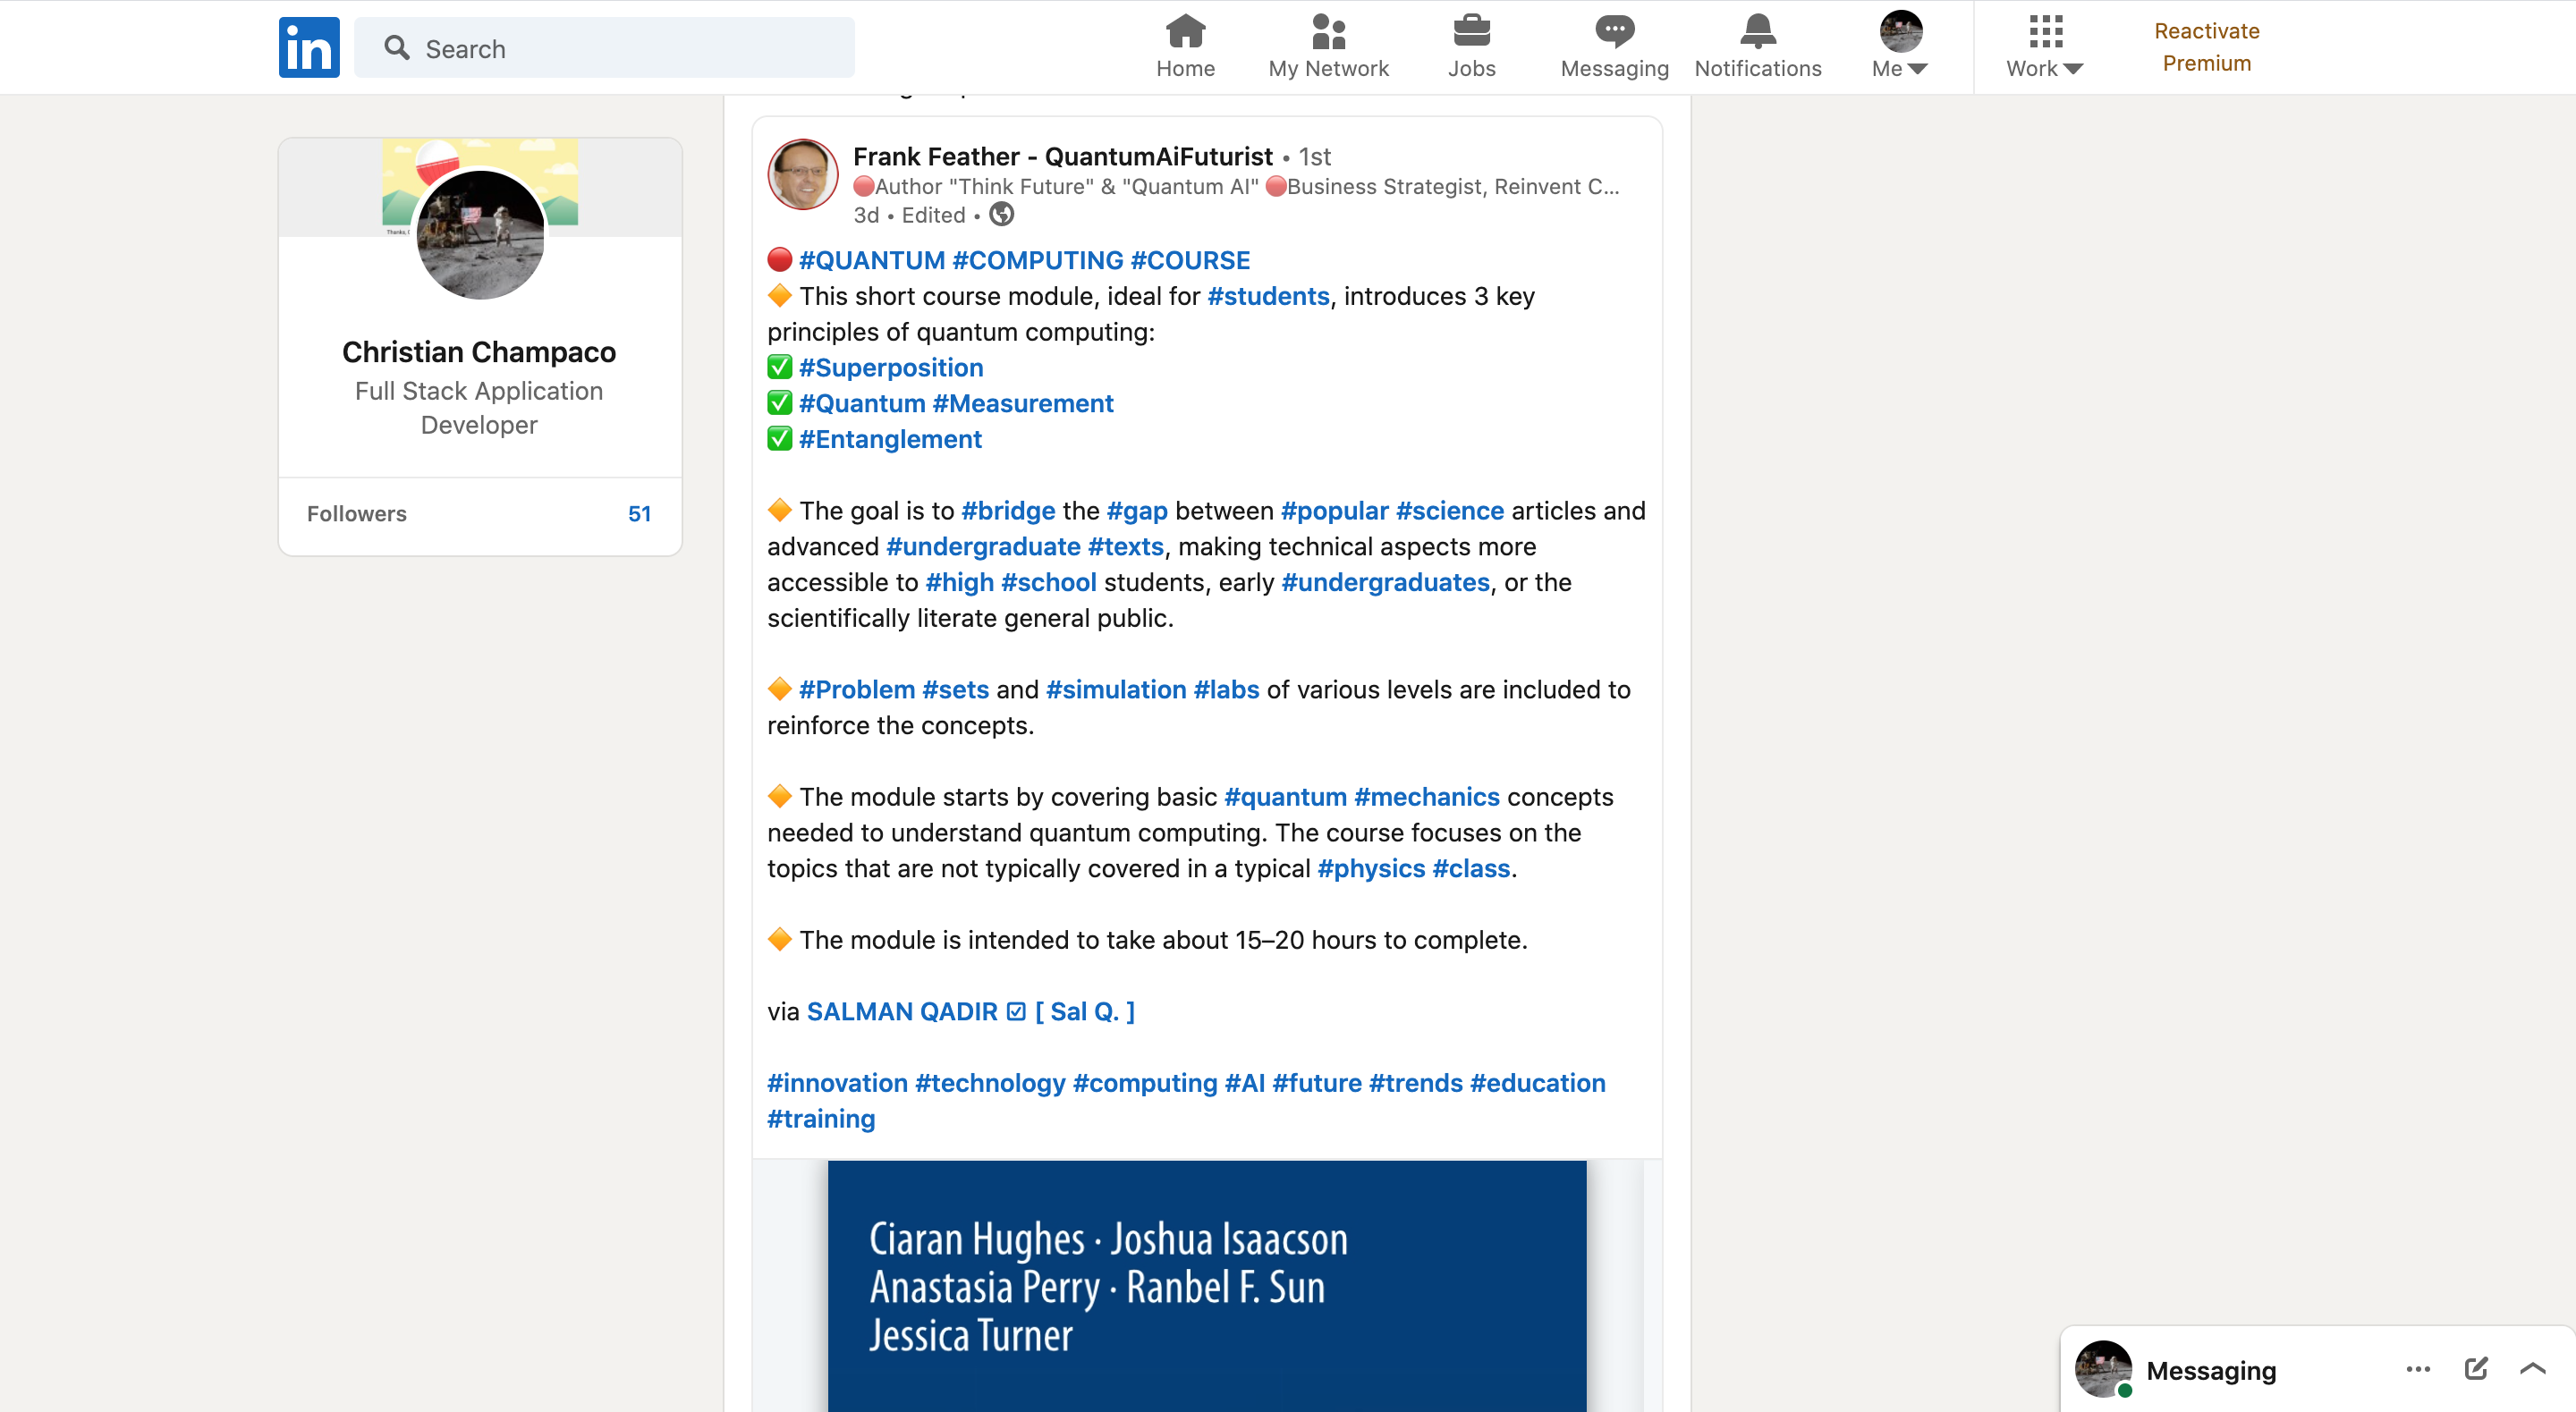 in
Search
Home
My Network
Jobs
Messaging
Notifications
Me
Work
Reactivate
Premium
Thanks,
Christian Champaco
Full Stack Application
Developer
Followers 51
Frank Feather - QuantumAiFuturist • 1st
🔴Author "Think Future" & "Quantum AI" 🔴Business Strategist, Reinvent C...
3d • Edited •
🔴 #QUANTUM #COMPUTING #COURSE
🔶 This short course module, ideal for #students, introduces 3 key
principles of quantum computing:
✅ #Superposition
✅ #Quantum #Measurement
✅ #Entanglement
🔶 The goal is to #bridge the #gap between #popular #science articles and
advanced #undergraduate #texts, making technical aspects more
accessible to #high #school students, early #undergraduates, or the
scientifically literate general public.
🔶 #Problem #sets and #simulation #labs of various levels are included to
reinforce the concepts.
🔶 The module starts by covering basic #quantum #mechanics concepts
needed to understand quantum computing. The course focuses on the
topics that are not typically covered in a typical #physics #class.
🔶 The module is intended to take about 15–20 hours to complete.
via SALMAN QADIR ☑ [ Sal Q. ]
#innovation #technology #computing #AI #future #trends #education
#training
Ciaran Hughes · Joshua Isaacson
Anastasia Perry · Ranbel F. Sun
Jessica Turner
Messaging